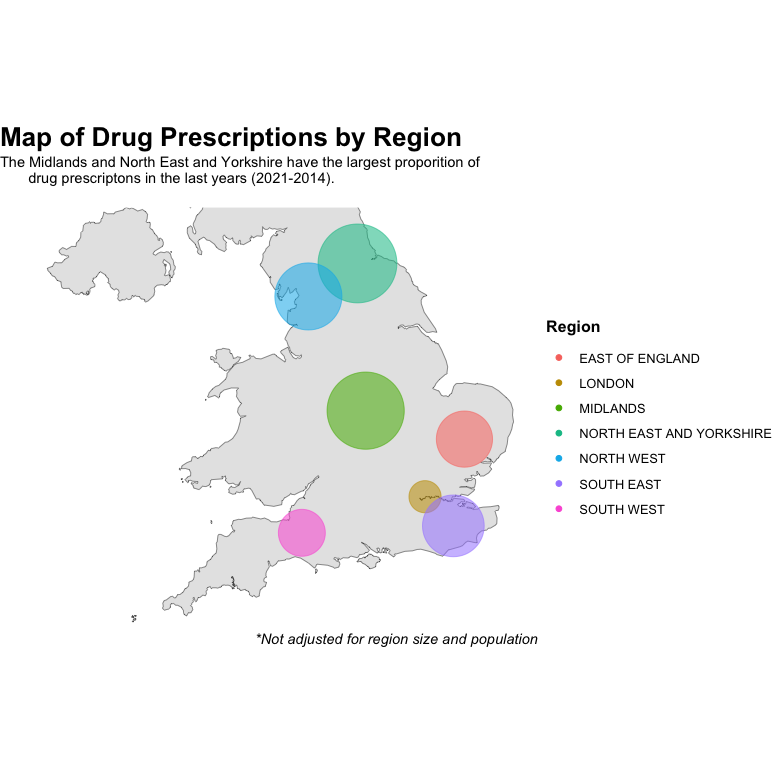 Map of Drug Prescriptions by Region
The Midlands and North East and Yorkshire have the largest proporition of
drug prescriptons in the last years (2021-2014).
Region
EAST OF ENGLAND
LONDON
MIDLANDS
NORTH EAST AND YORKSHIRE
NORTH WEST
SOUTH EAST
SOUTH WEST
*Not adjusted for region size and population